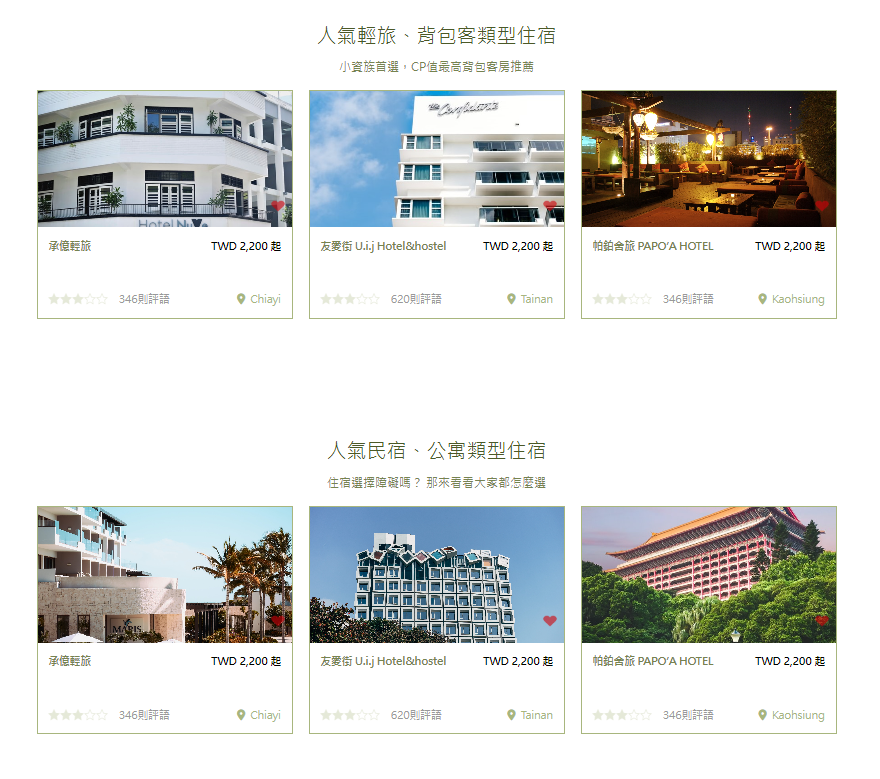 人氣輕旅、背包客類型住宿
小資族首選，CP值最高背包客房推薦
Hotel Nuve
the Confidante
承億輕旅 TWD 2,200 起
友愛街 U.i.j Hotel&hostel TWD 2,200 起
帕鉑舍旅 PAPO'A HOTEL TWD 2,200 起
346則評語 Chiayi
620則評語 Tainan
346則評語 Kaohsiung
人氣民宿、公寓類型住宿
住宿選擇障礙嗎？ 那來看看大家都怎麼選
MARIS
承億輕旅 TWD 2,200 起
友愛街 U.i.j Hotel&hostel TWD 2,200 起
帕鉑舍旅 PAPO'A HOTEL TWD 2,200 起
346則評語 Chiayi
620則評語 Tainan
346則評語 Kaohsiung